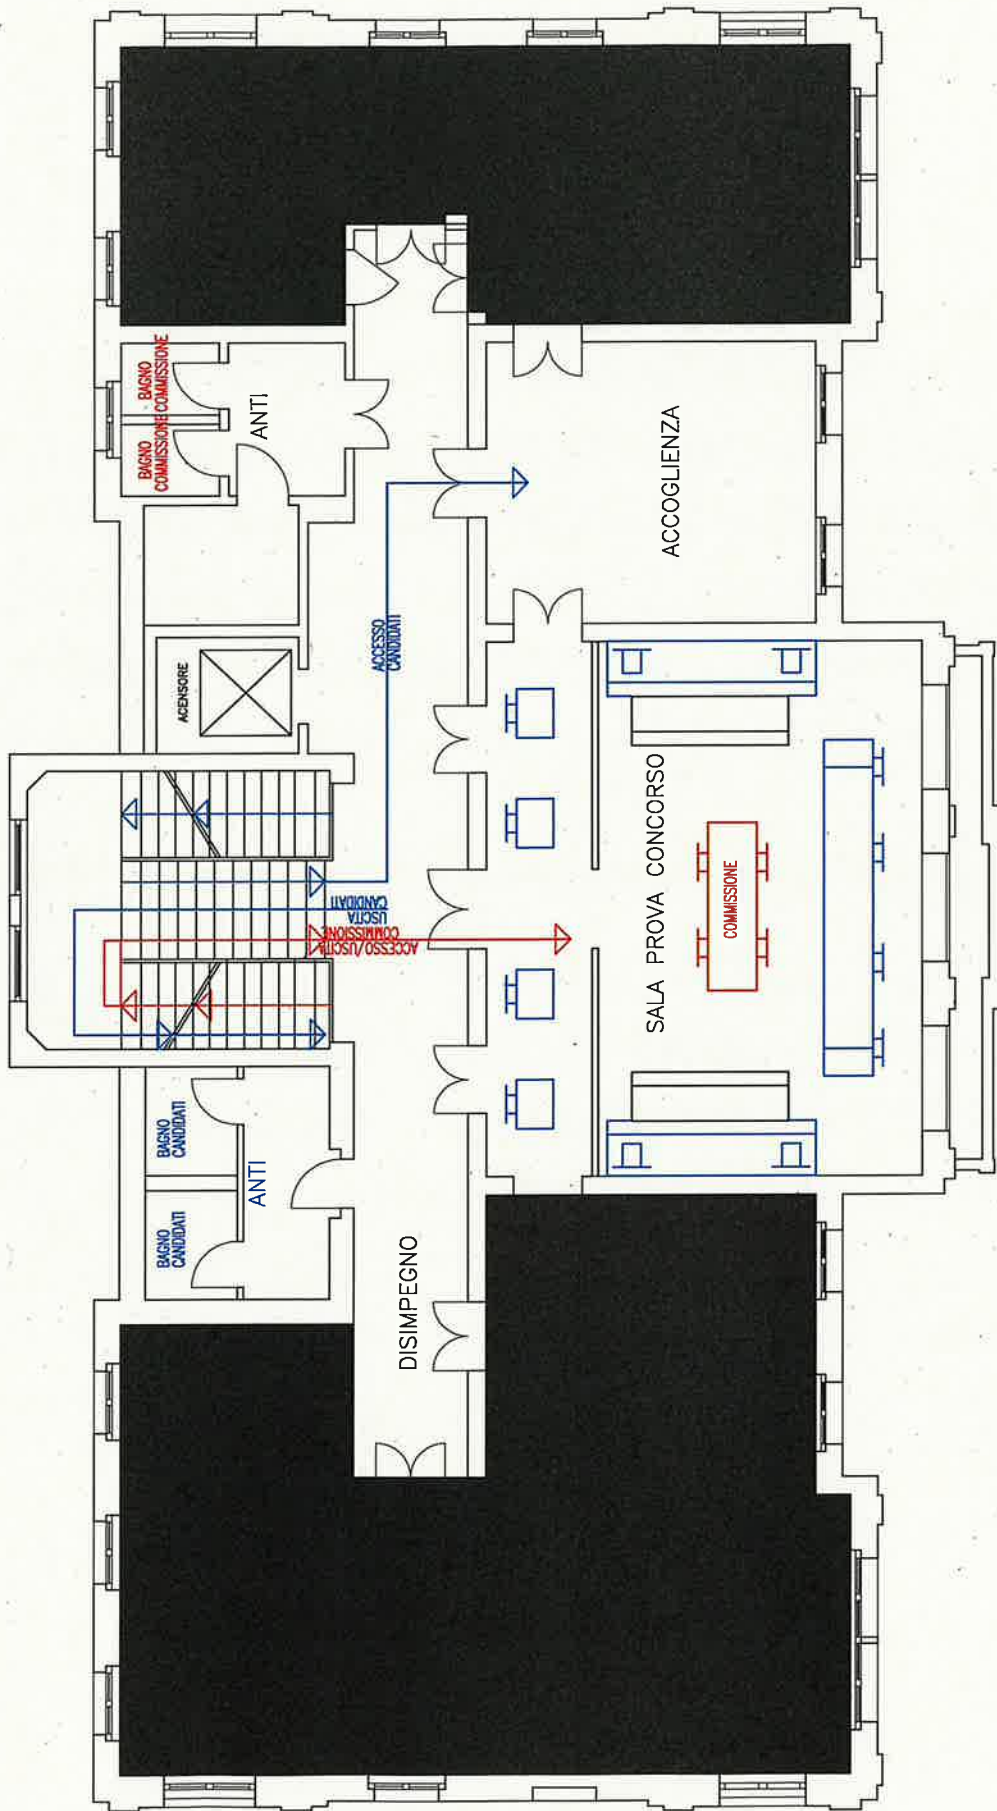 BAGNO
COMMISSIONE
BAGNO
COMMISSIONE
ANTI
ACCOGLIENZA
ACCESSO
CANDIDATI
ACENSORE
USCITA
CANDIDATI
ACCESSO/USCITA
COMMISSIONE
SALA PROVA CONCORSO
COMMISSIONE
BAGNO
CANDIDATI
BAGNO
CANDIDATI
ANTI
DISIMPEGNO